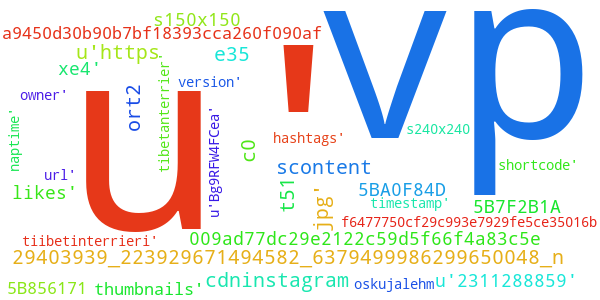 s150x150
a9450d30b90b7bf18393cca260f090af
u'https
e35
xe4'
version'
owner'
ort2
tibetanterrier'
u'
vp
naptime'
u'Bg9RFW4FCea'
hashtags'
s240x240
c0
url'
scontent
shortcode'
likes'
t51
jpg'
5BA0F84D
timestamp'
5B7F2B1A
f6477750cf29c993e7929fe5ce35016b
tiibetinterrieri'
009ad77dc29e2122c59d5f66f4a83c5e
29403939_223929671494582_6379499986299650048_n
5B856171
thumbnails'
cdninstagram
oskujalehm
u'2311288859'